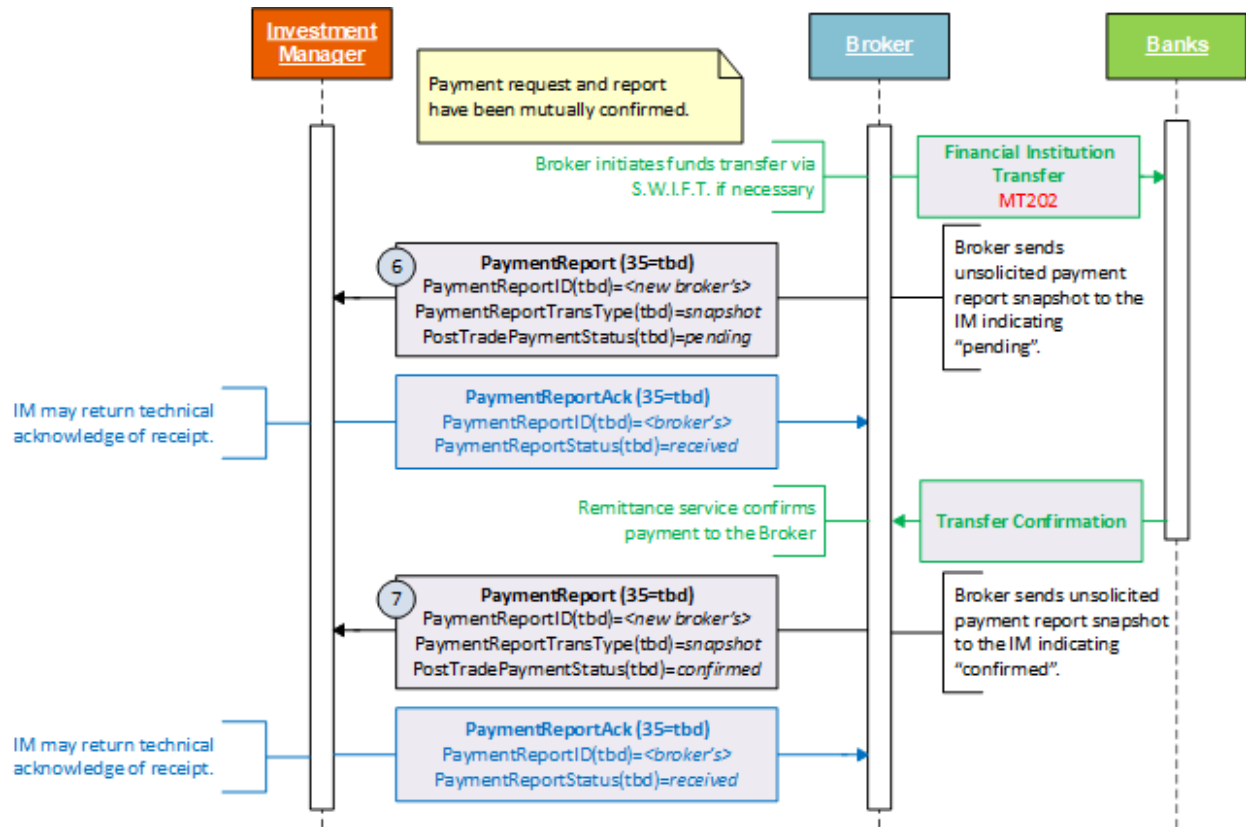 Investment
Manager
Broker
Banks
Payment request and report
have been mutually confirmed.
Broker initiates funds transfer via
S.W.I.F.T. if necessary
Financial Institution
Transfer
MT202
6
PaymentReport (35=tbd)
PaymentReportID(tbd)=<new broker's>
PaymentReportTransType(tbd)=snapshot
PostTradePaymentStatus(tbd)=pending
Broker sends
unsolicited payment
report snapshot to the
IM indicating
“pending”.
IM may return technical
acknowledge of receipt.
PaymentReportAck (35=tbd)
PaymentReportID(tbd)=<broker's>
PaymentReportStatus(tbd)=received
Remittance service confirms
payment to the Broker
Transfer Confirmation
7
PaymentReport (35=tbd)
PaymentReportID(tbd)=<new broker's>
PaymentReportTransType(tbd)=snapshot
PostTradePaymentStatus(tbd)=confirmed
Broker sends unsolicited
payment report snapshot
to the IM indicating
“confirmed”.
IM may return technical
acknowledge of receipt.
PaymentReportAck (35=tbd)
PaymentReportID(tbd)=<broker's>
PaymentReportStatus(tbd)=received